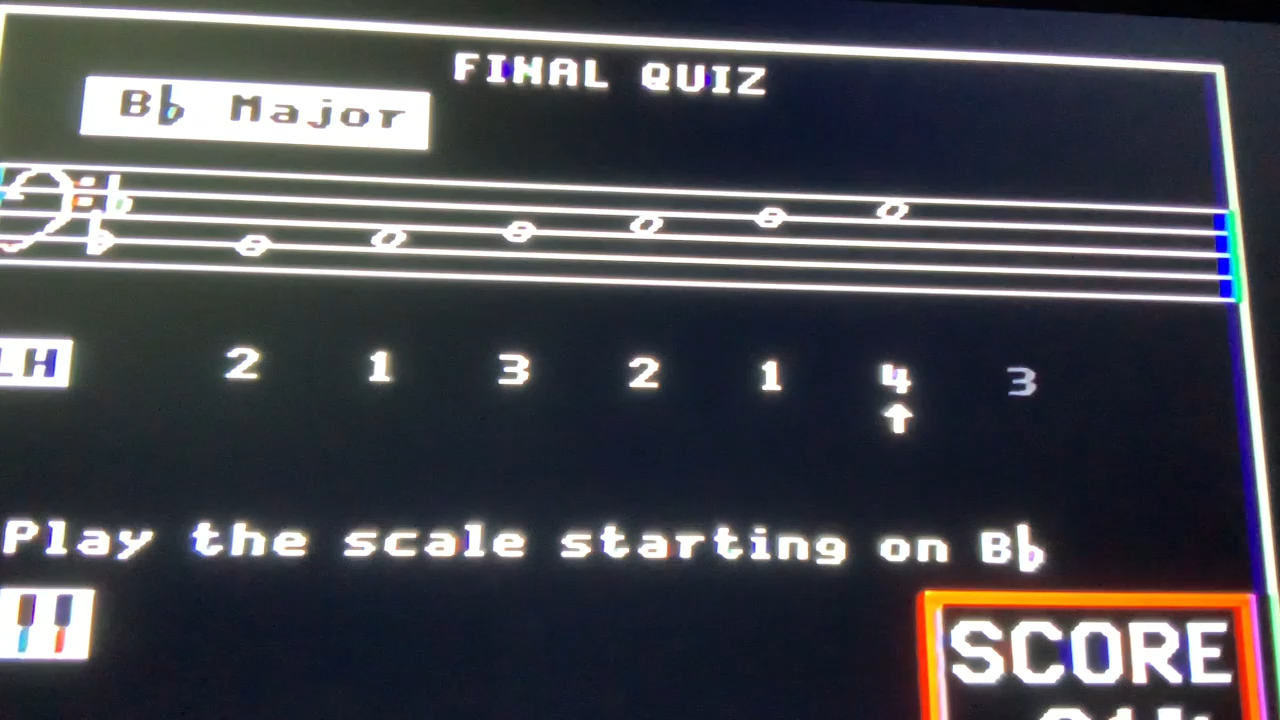 FINAL QUIZ
B♭ Major
LH 2 1 3 2 1 4 3
Play the scale starting on B♭
SCORE